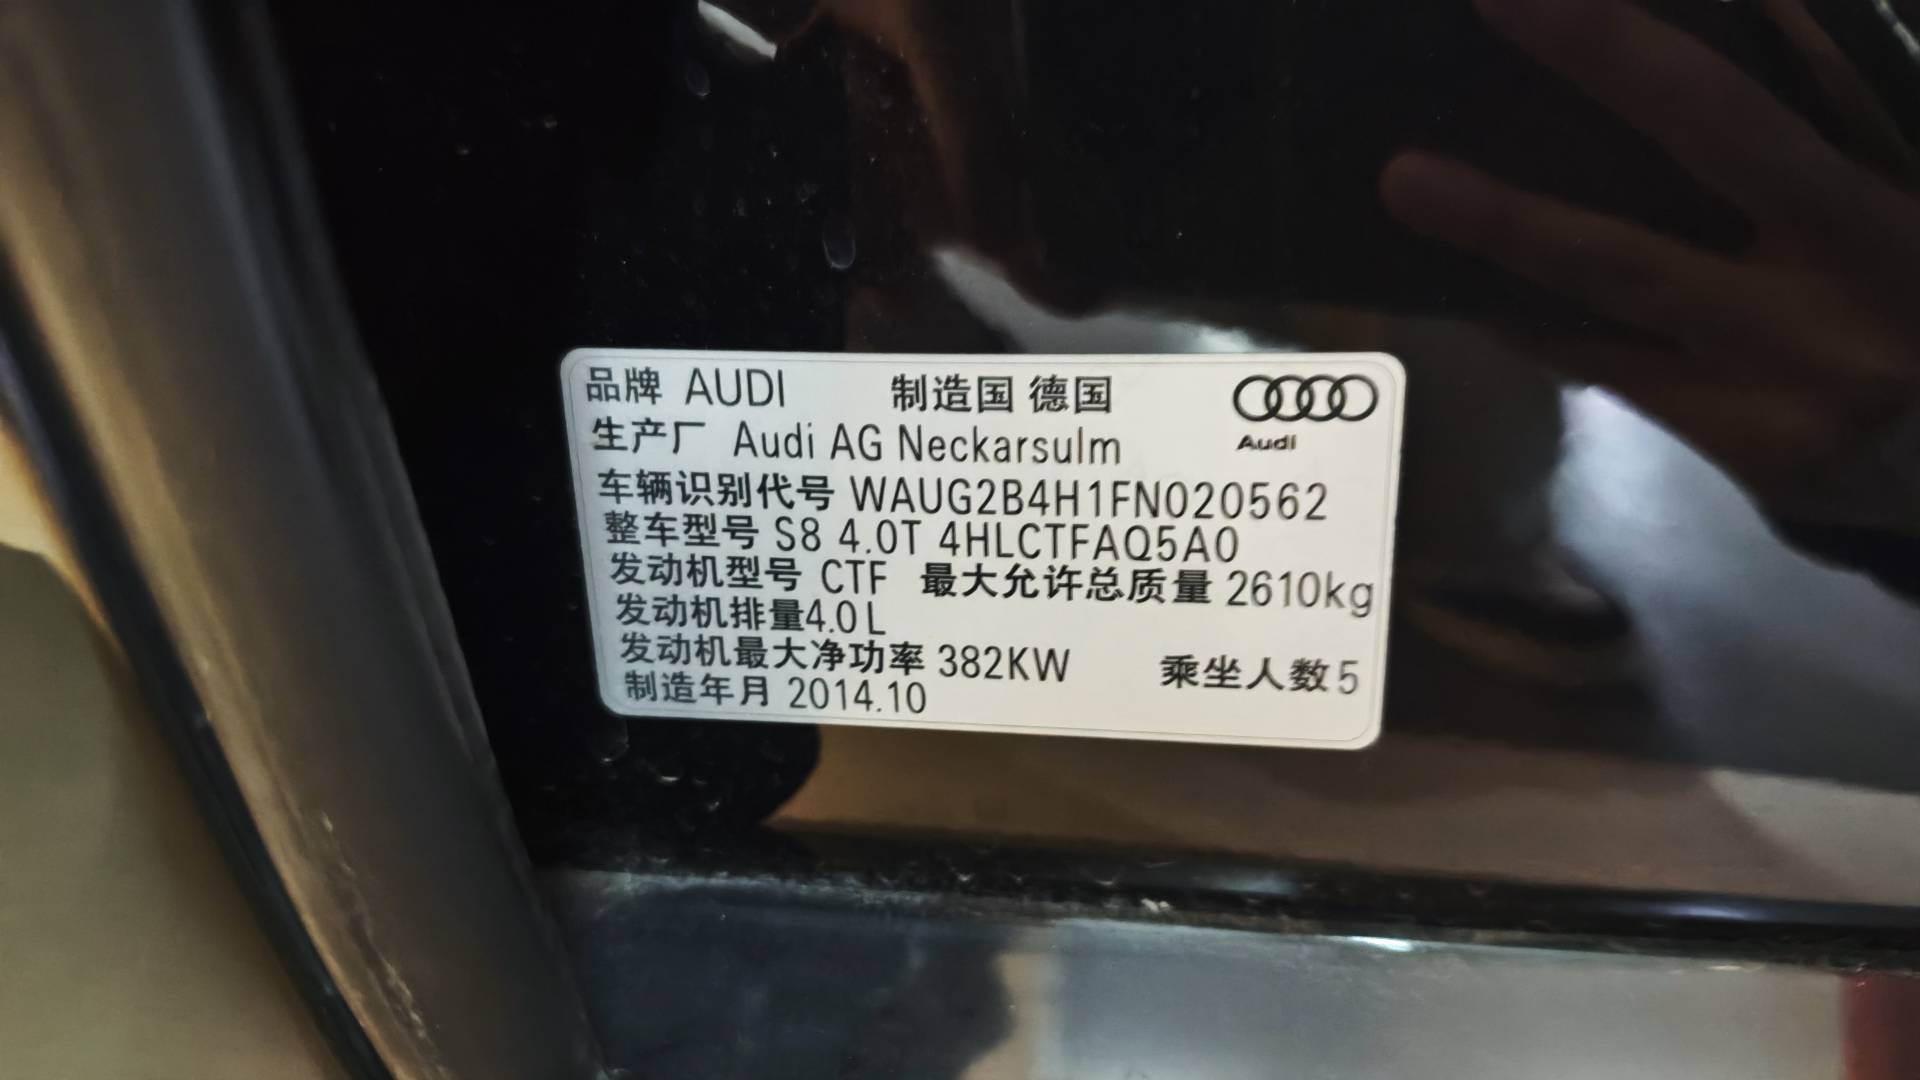 品牌 AUDI 制造国 德国
Audi
生产厂 Audi AG Neckarsulm
车辆识别代号 WAUG2B4H1FN020562
整车型号 S8 4.0T 4HLCTFAQ5A0
发动机型号 CTF 最大允许总质量 2610kg
发动机排量4.0L
发动机最大净功率 382KW 乘坐人数5
制造年月 2014.10